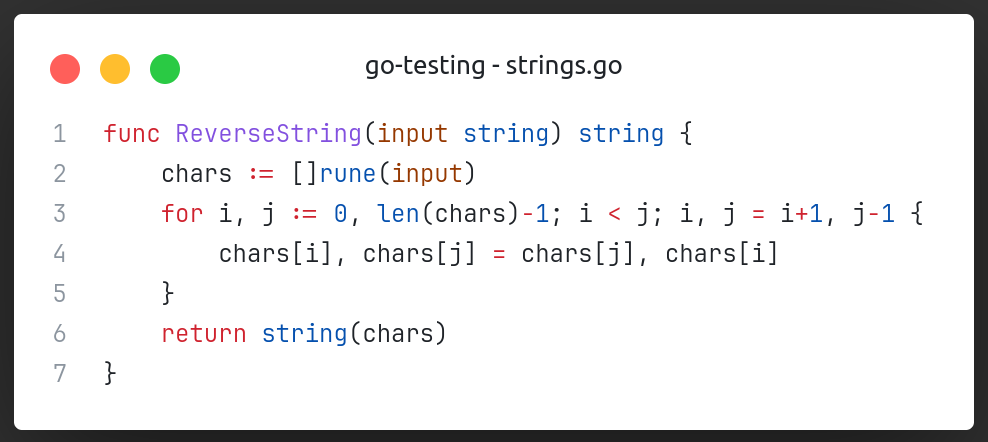 go-testing - strings.go
1 func ReverseString(input string) string {
2     chars := []rune(input)
3     for i, j := 0, len(chars)-1; i < j; i, j = i+1, j-1 {
4         chars[i], chars[j] = chars[j], chars[i]
5     }
6     return string(chars)
7 }